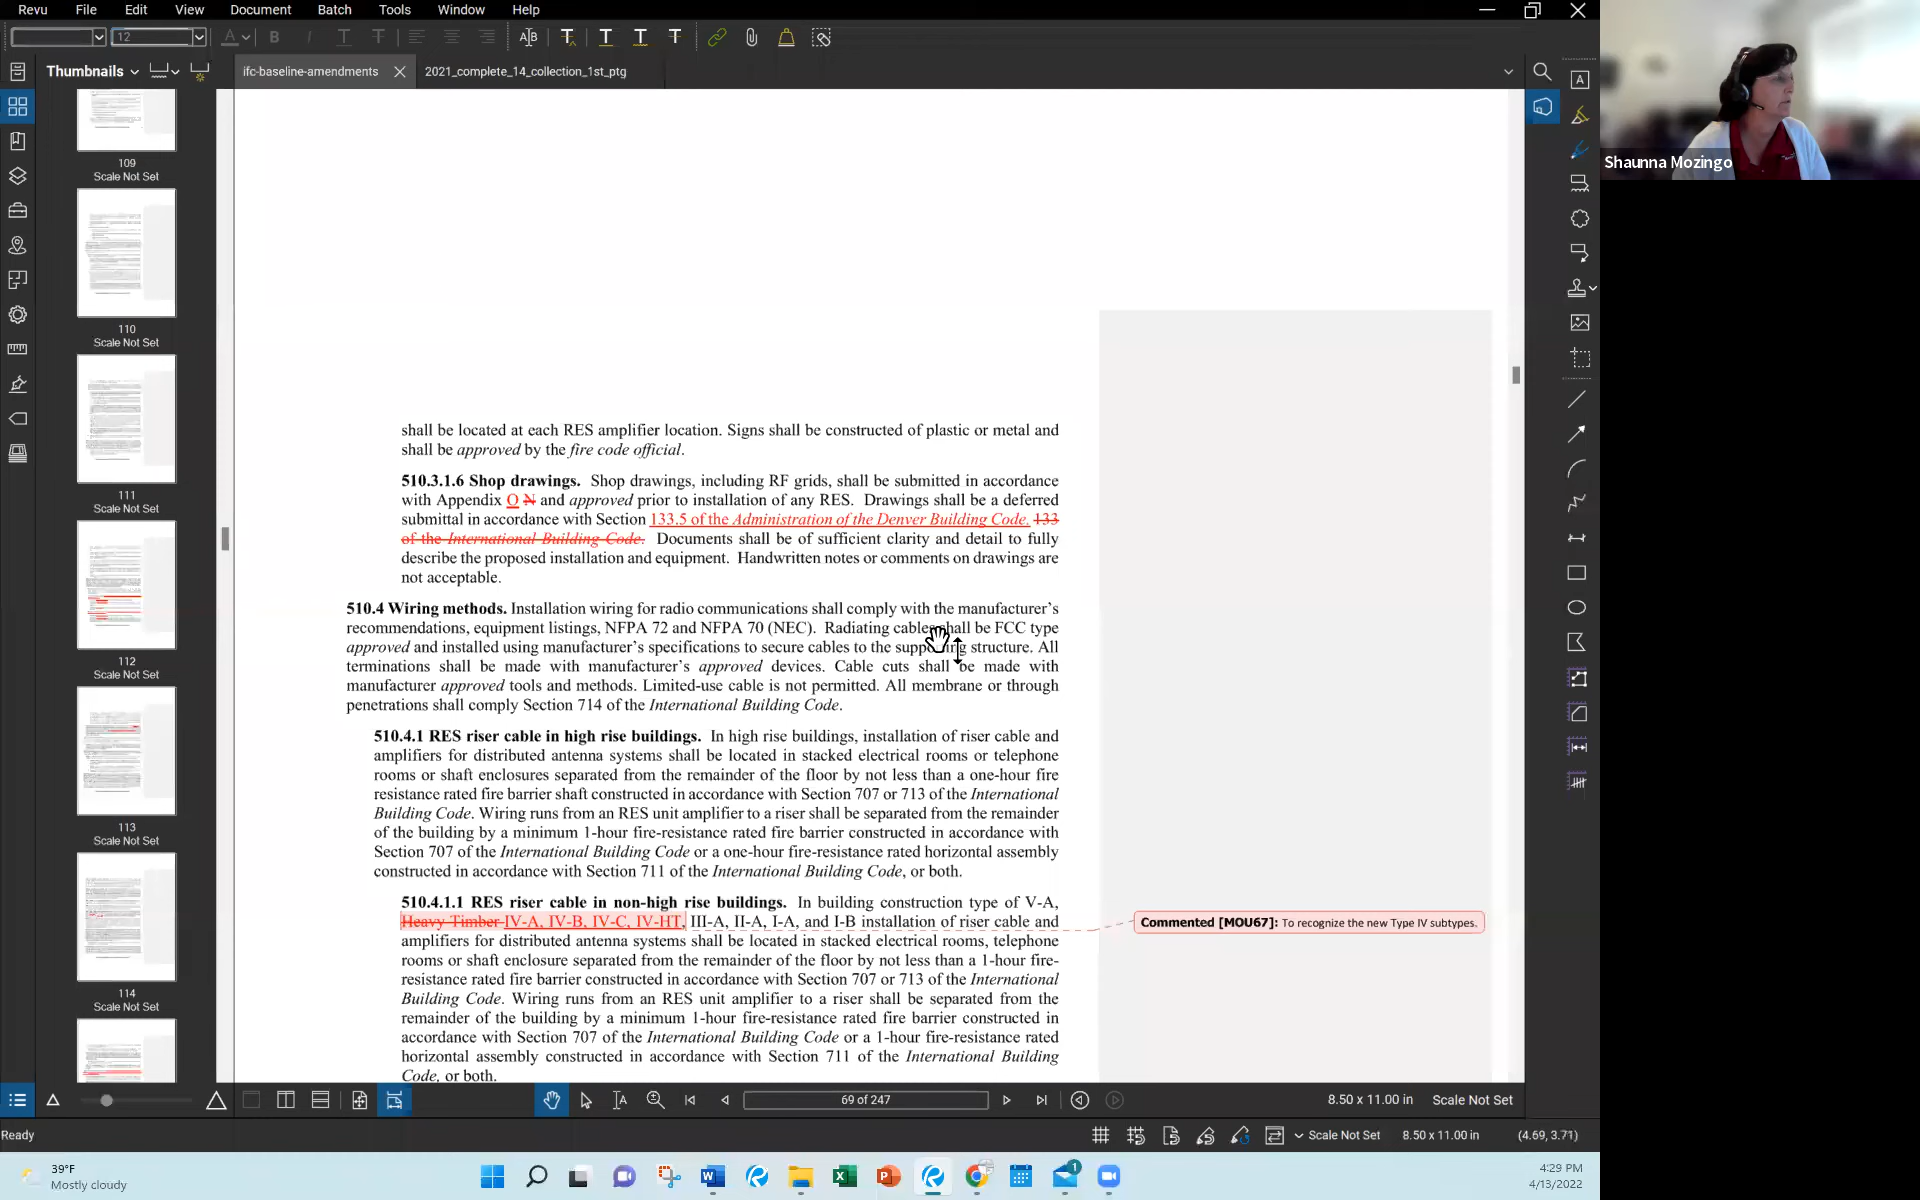 Revu File Edit View Document Batch Tools Window Help
12
Thumbnails
ifc-baseline-amendments
2021_complete_14_collection_1st_ptg
Shaunna Mozingo
109
Scale Not Set
110
Scale Not Set
111
Scale Not Set
112
Scale Not Set
113
Scale Not Set
114
Scale Not Set
shall be located at each RES amplifier location. Signs shall be constructed of plastic or metal and
shall be approved by the fire code official.
510.3.1.6 Shop drawings. Shop drawings, including RF grids, shall be submitted in accordance
with Appendix O N and approved prior to installation of any RES. Drawings shall be a deferred
submittal in accordance with Section 133.5 of the Administration of the Denver Building Code. 133
of the International Building Code. Documents shall be of sufficient clarity and detail to fully
describe the proposed installation and equipment. Handwritten notes or comments on drawings are
not acceptable.
510.4 Wiring methods. Installation wiring for radio communications shall comply with the manufacturer's
recommendations, equipment listings, NFPA 72 and NFPA 70 (NEC). Radiating cables shall be FCC type
approved and installed using manufacturer's specifications to secure cables to the supporting structure. All
terminations shall be made with manufacturer's approved devices. Cable cuts shall be made with
manufacturer approved tools and methods. Limited-use cable is not permitted. All membrane or through
penetrations shall comply Section 714 of the International Building Code.
510.4.1 RES riser cable in high rise buildings. In high rise buildings, installation of riser cable and
amplifiers for distributed antenna systems shall be located in stacked electrical rooms or telephone
rooms or shaft enclosures separated from the remainder of the floor by not less than a one-hour fire
resistance rated fire barrier shaft constructed in accordance with Section 707 or 713 of the International
Building Code. Wiring runs from an RES unit amplifier to a riser shall be separated from the remainder
of the building by a minimum 1-hour fire-resistance rated fire barrier constructed in accordance with
Section 707 of the International Building Code or a one-hour fire-resistance rated horizontal assembly
constructed in accordance with Section 711 of the International Building Code, or both.
510.4.1.1 RES riser cable in non-high rise buildings. In building construction type of V-A,
Heavy Timber IV-A, IV-B, IV-C, IV-HT, III-A, II-A, I-A, and I-B installation of riser cable and
amplifiers for distributed antenna systems shall be located in stacked electrical rooms, telephone
rooms or shaft enclosure separated from the remainder of the floor by not less than a 1-hour fire-
resistance rated fire barrier constructed in accordance with Section 707 or 713 of the International
Building Code. Wiring runs from an RES unit amplifier to a riser shall be separated from the
remainder of the building by a minimum 1-hour fire-resistance rated fire barrier constructed in
accordance with Section 707 of the International Building Code or a 1-hour fire-resistance rated
horizontal assembly constructed in accordance with Section 711 of the International Building
Code, or both.
Commented [MOU67]: To recognize the new Type IV subtypes.
69 of 247
8.50 x 11.00 in Scale Not Set
Ready
Scale Not Set 8.50 x 11.00 in (4.69, 3.71)
39°F
Mostly cloudy
1
4:29 PM
4/13/2022